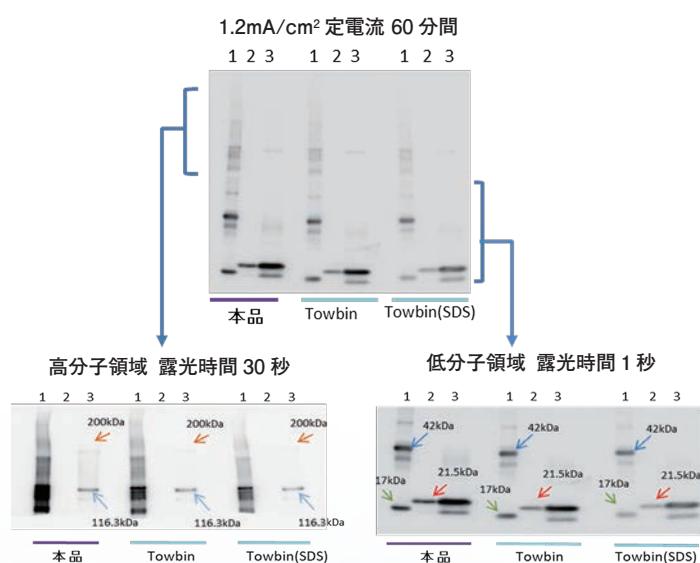 1.2mA/cm² 定電流 60 分間
1 2 3 1 2 3 1 2 3
本品 Towbin Towbin(SDS)
高分子領域 露光時間 30 秒
1 2 3 1 2 3 1 2 3
200kDa 200kDa 200kDa
116.3kDa 116.3kDa 116.3kDa
本品 Towbin Towbin(SDS)
低分子領域 露光時間 1 秒
1 2 3 1 2 3 1 2 3
42kDa 42kDa 42kDa
21.5kDa 21.5kDa 21.5kDa
17kDa 17kDa 17kDa
本品 Towbin Towbin(SDS)